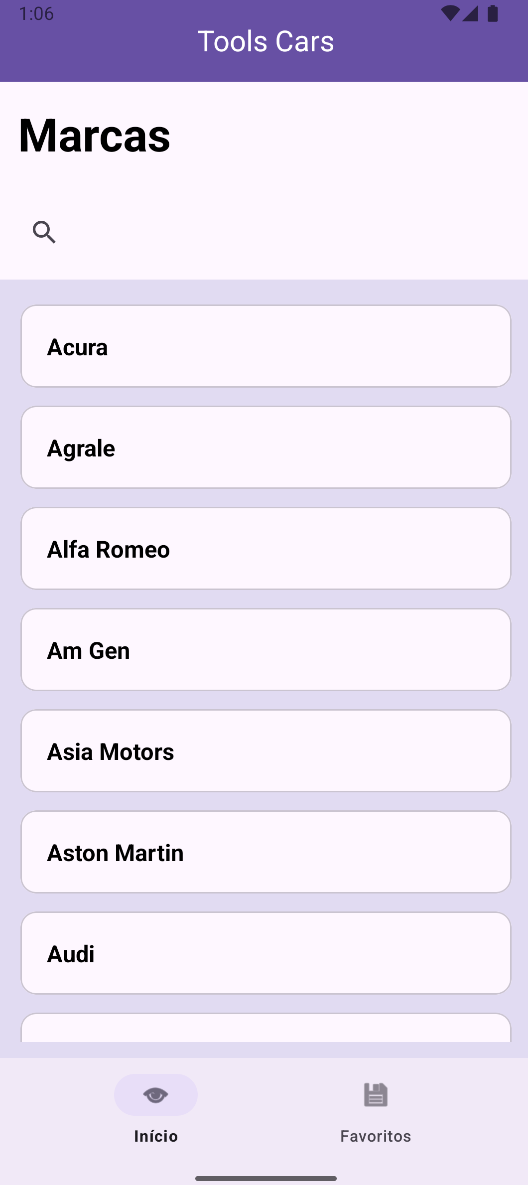 1:06
Tools Cars
Marcas
Acura
Agrale
Alfa Romeo
Am Gen
Asia Motors
Aston Martin
Audi
Início
Favoritos